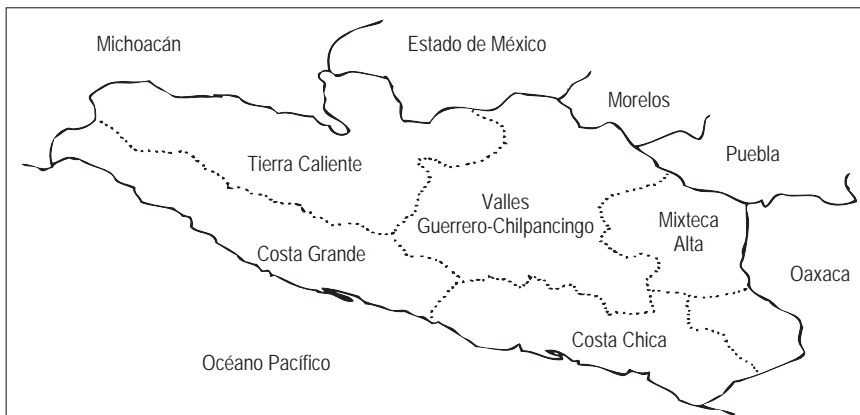 Michoacán
Estado de México
Morelos
Puebla
Tierra Caliente
Valles
Guerrero-Chilpancingo
Mixteca
Alta
Costa Grande
Oaxaca
Costa Chica
Océano Pacífico